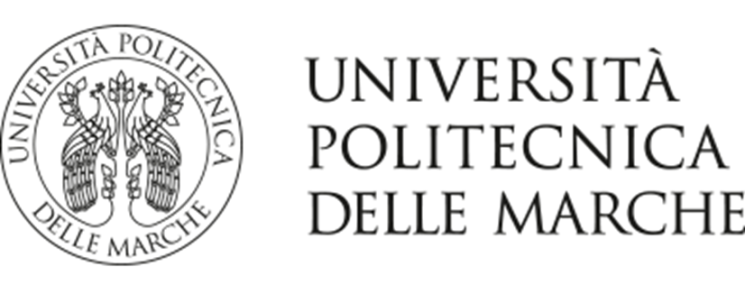 UNIVERSITÀ POLITECNICA
DELLE MARCHE
UNIVERSITÀ
POLITECNICA
DELLE MARCHE